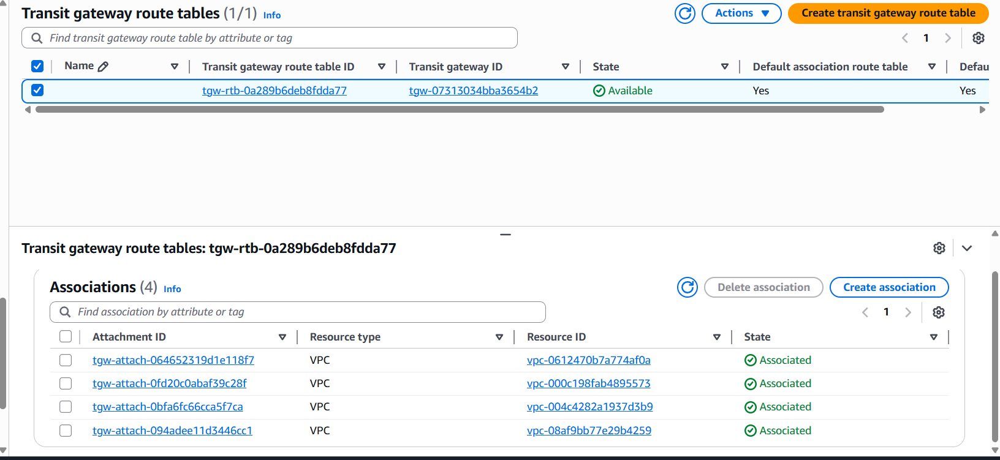 Transit gateway route tables (1/1) Info Actions Create transit gateway route table
Find transit gateway route table by attribute or tag 1
Name Transit gateway route table ID Transit gateway ID State Default association route table Defau
tgw-rtb-0a289b6deb8fdda77 tgw-07313034bba3654b2 Available Yes Yes
Transit gateway route tables: tgw-rtb-0a289b6deb8fdda77
Associations (4) Info Delete association Create association
Find association by attribute or tag 1
Attachment ID Resource type Resource ID State
tgw-attach-064652319d1e118f7 VPC vpc-0612470b7a774af0a Associated
tgw-attach-0fd20c0abaf39c28f VPC vpc-000c198fab4895573 Associated
tgw-attach-0bfa6fc66cca5f7ca VPC vpc-004c4282a1937d3b9 Associated
tgw-attach-094adee11d3446cc1 VPC vpc-08af9bb77e29b4259 Associated